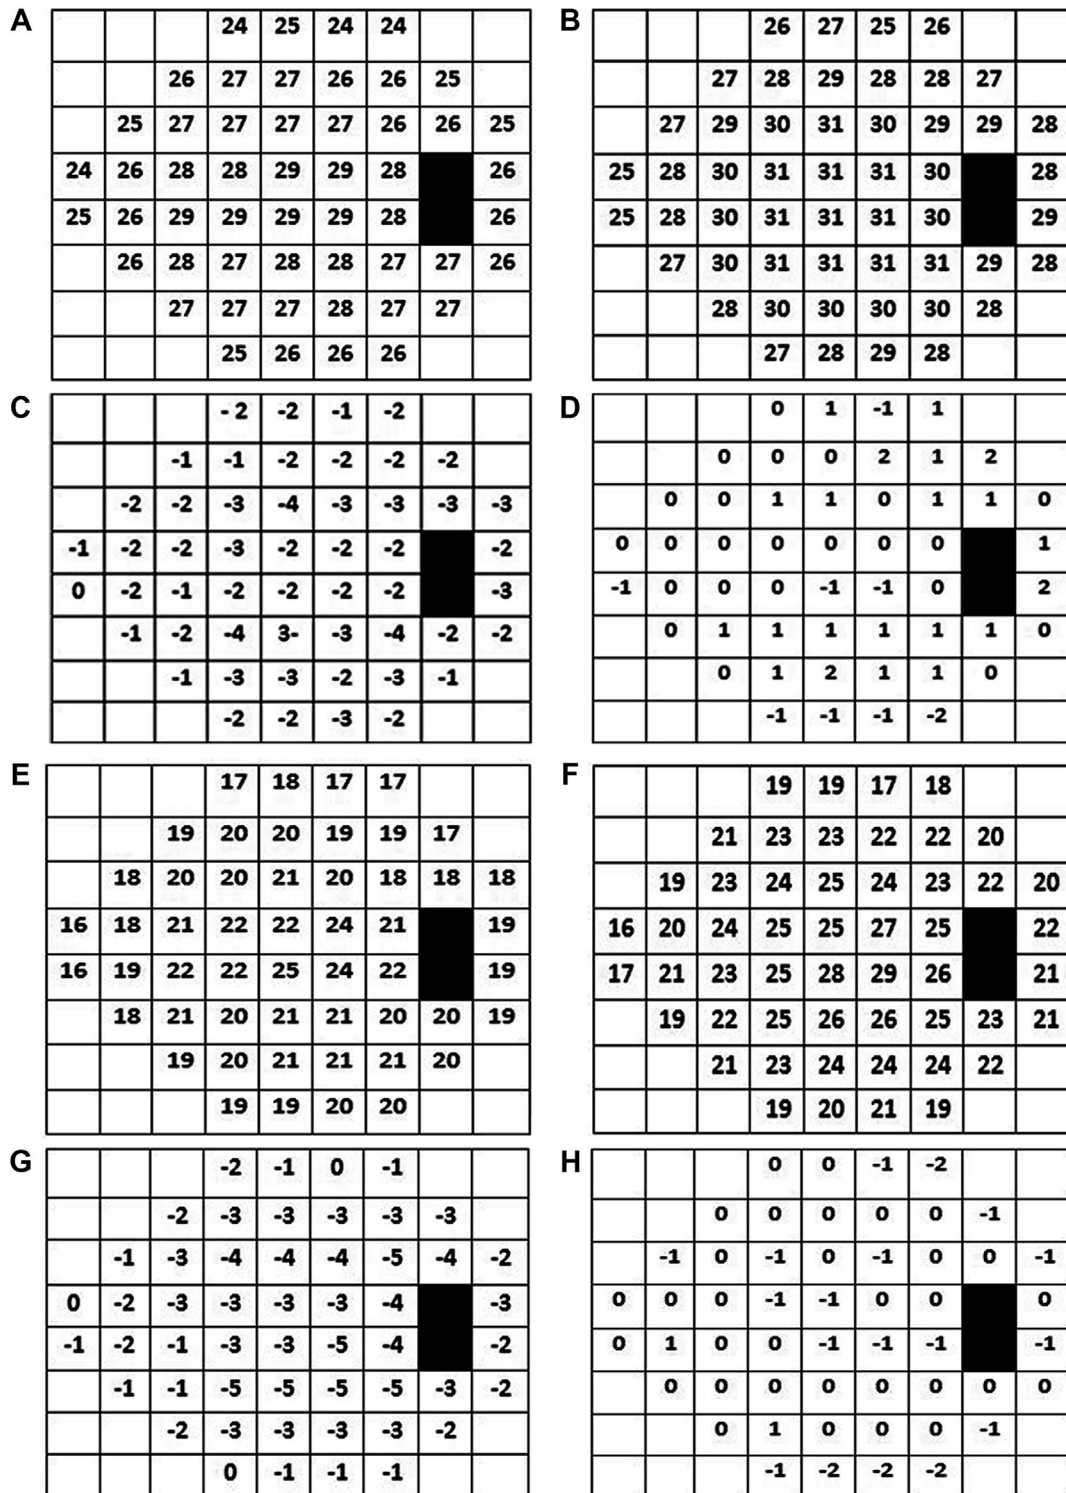 A
24 25 24 24
26 27 27 26 26 25
25 27 27 27 27 26 26 25
24 26 28 28 29 29 28 26
25 26 29 29 29 29 28 26
26 28 27 28 28 27 27 26
27 27 27 28 27 27
25 26 26 26
B
26 27 25 26
27 28 29 28 28 27
27 29 30 31 30 29 29 28
25 28 30 31 31 31 30 28
25 28 30 31 31 31 30 29
27 30 31 31 31 31 29 28
28 30 30 30 30 28
27 28 29 28
C
- 2 -2 -1 -2
-1 -1 -2 -2 -2 -2
-2 -2 -3 -4 -3 -3 -3 -3
-1 -2 -2 -3 -2 -2 -2 -2
0 -2 -1 -2 -2 -2 -2 -3
-1 -2 -4 3- -3 -4 -2 -2
-1 -3 -3 -2 -3 -1
-2 -2 -3 -2
D
0 1 -1 1
0 0 0 2 1 2
0 0 1 1 0 1 1 0
0 0 0 0 0 0 0 1
-1 0 0 0 -1 -1 0 2
0 1 1 1 1 1 1 0
0 1 2 1 1 0
-1 -1 -1 -2
E
17 18 17 17
19 20 20 19 19 17
18 20 20 21 20 18 18 18
16 18 21 22 22 24 21 19
16 19 22 22 25 24 22 19
18 21 20 21 21 20 20 19
19 20 21 21 21 20
19 19 20 20
F
19 19 17 18
21 23 23 22 22 20
19 23 24 25 24 23 22 20
16 20 24 25 25 27 25 22
17 21 23 25 28 29 26 21
19 22 25 26 26 25 23 21
21 23 24 24 24 22
19 20 21 19
G
-2 -1 0 -1
-2 -3 -3 -3 -3 -3
-1 -3 -4 -4 -4 -5 -4 -2
0 -2 -3 -3 -3 -3 -4 -3
-1 -2 -1 -3 -3 -5 -4 -2
-1 -1 -5 -5 -5 -5 -3 -2
-2 -3 -3 -3 -3 -2
0 -1 -1 -1
H
0 0 -1 -2
0 0 0 0 0 -1
-1 0 -1 0 -1 0 0 -1
0 0 0 -1 -1 0 0 0
0 1 0 0 -1 -1 -1 -1
0 0 0 0 0 0 0 0
0 1 0 0 0 -1
-1 -2 -2 -2